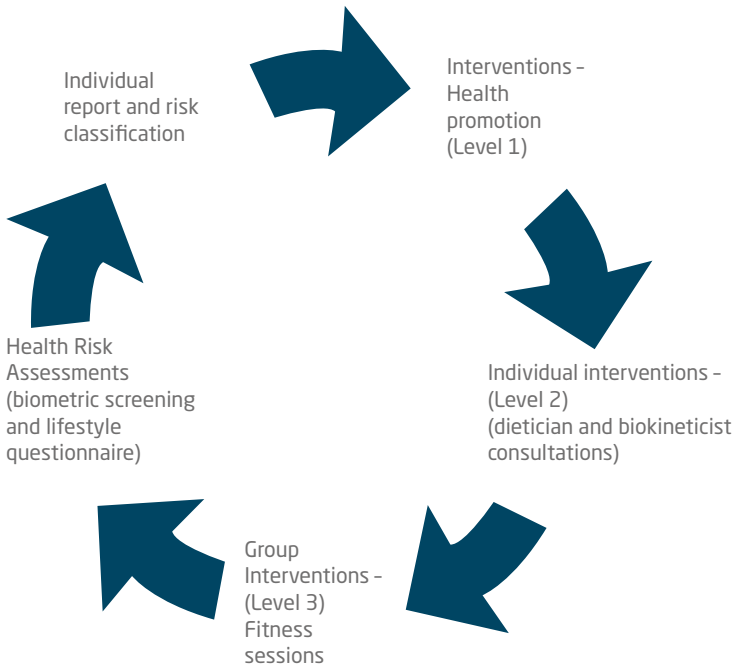 Individual
report and risk
classification
Interventions –
Health
promotion
(Level 1)
Individual interventions –
(Level 2)
(dietician and biokineticist
consultations)
Group
Interventions –
(Level 3)
Fitness
sessions
Health Risk
Assessments
(biometric screening
and lifestyle
questionnaire)